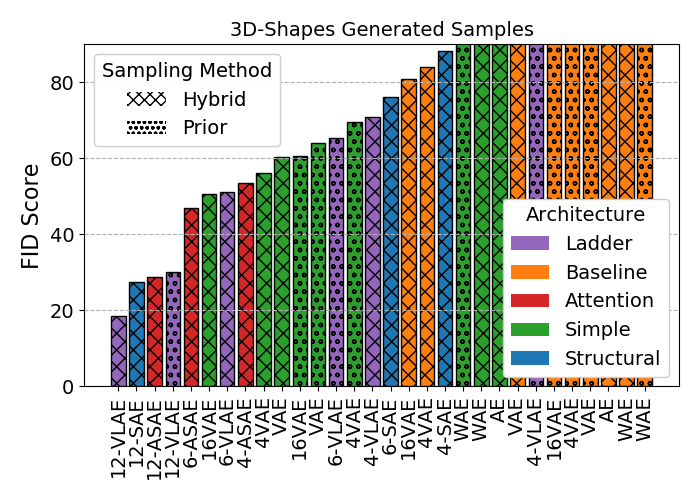 3D-Shapes Generated Samples
FID Score
80
60
40
20
0
Sampling Method
Hybrid
Prior
Architecture
Ladder
Baseline
Attention
Simple
Structural
12-VLAE
12-SAE
12-ASAE
12-VLAE
6-ASAE
16VAE
6-VLAE
4-ASAE
4VAE
VAE
16VAE
VAE
6-VLAE
4VAE
4-VLAE
6-SAE
16VAE
4VAE
4-SAE
WAE
WAE
AE
VAE
4-VLAE
16VAE
4VAE
VAE
AE
WAE
WAE